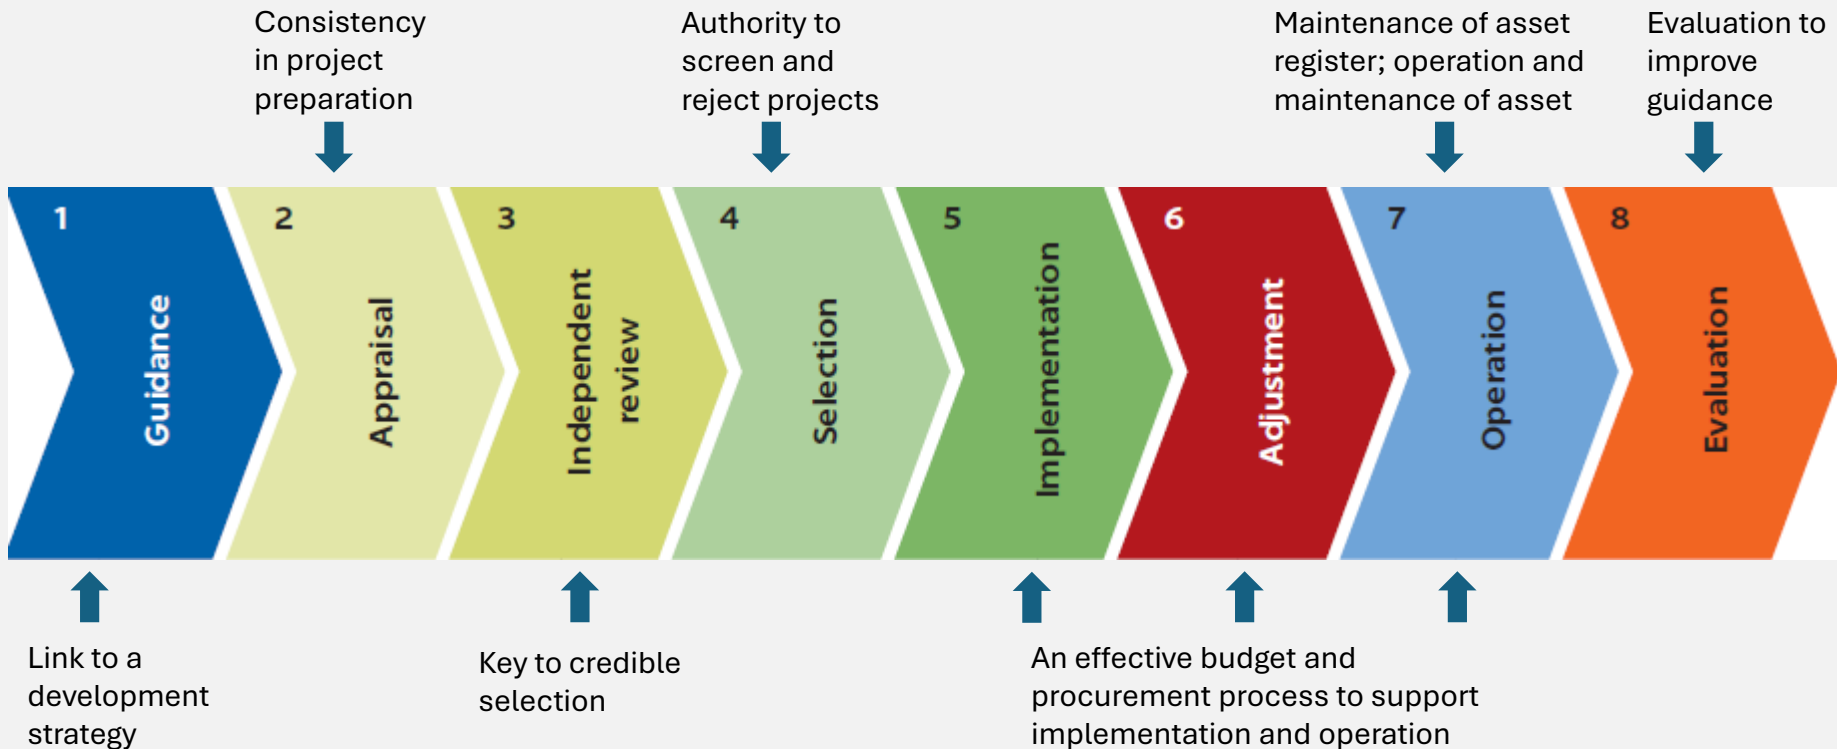 Consistency
in project
preparation
Authority to
screen and
reject projects
Maintenance of asset
register; operation and
maintenance of asset
Evaluation to
improve
guidance
1
Guidance
2
Appraisal
3
Independent
review
4
Selection
5
Implementation
6
Adjustment
7
Operation
8
Evaluation
Link to a
development
strategy
Key to credible
selection
An effective budget and
procurement process to support
implementation and operation